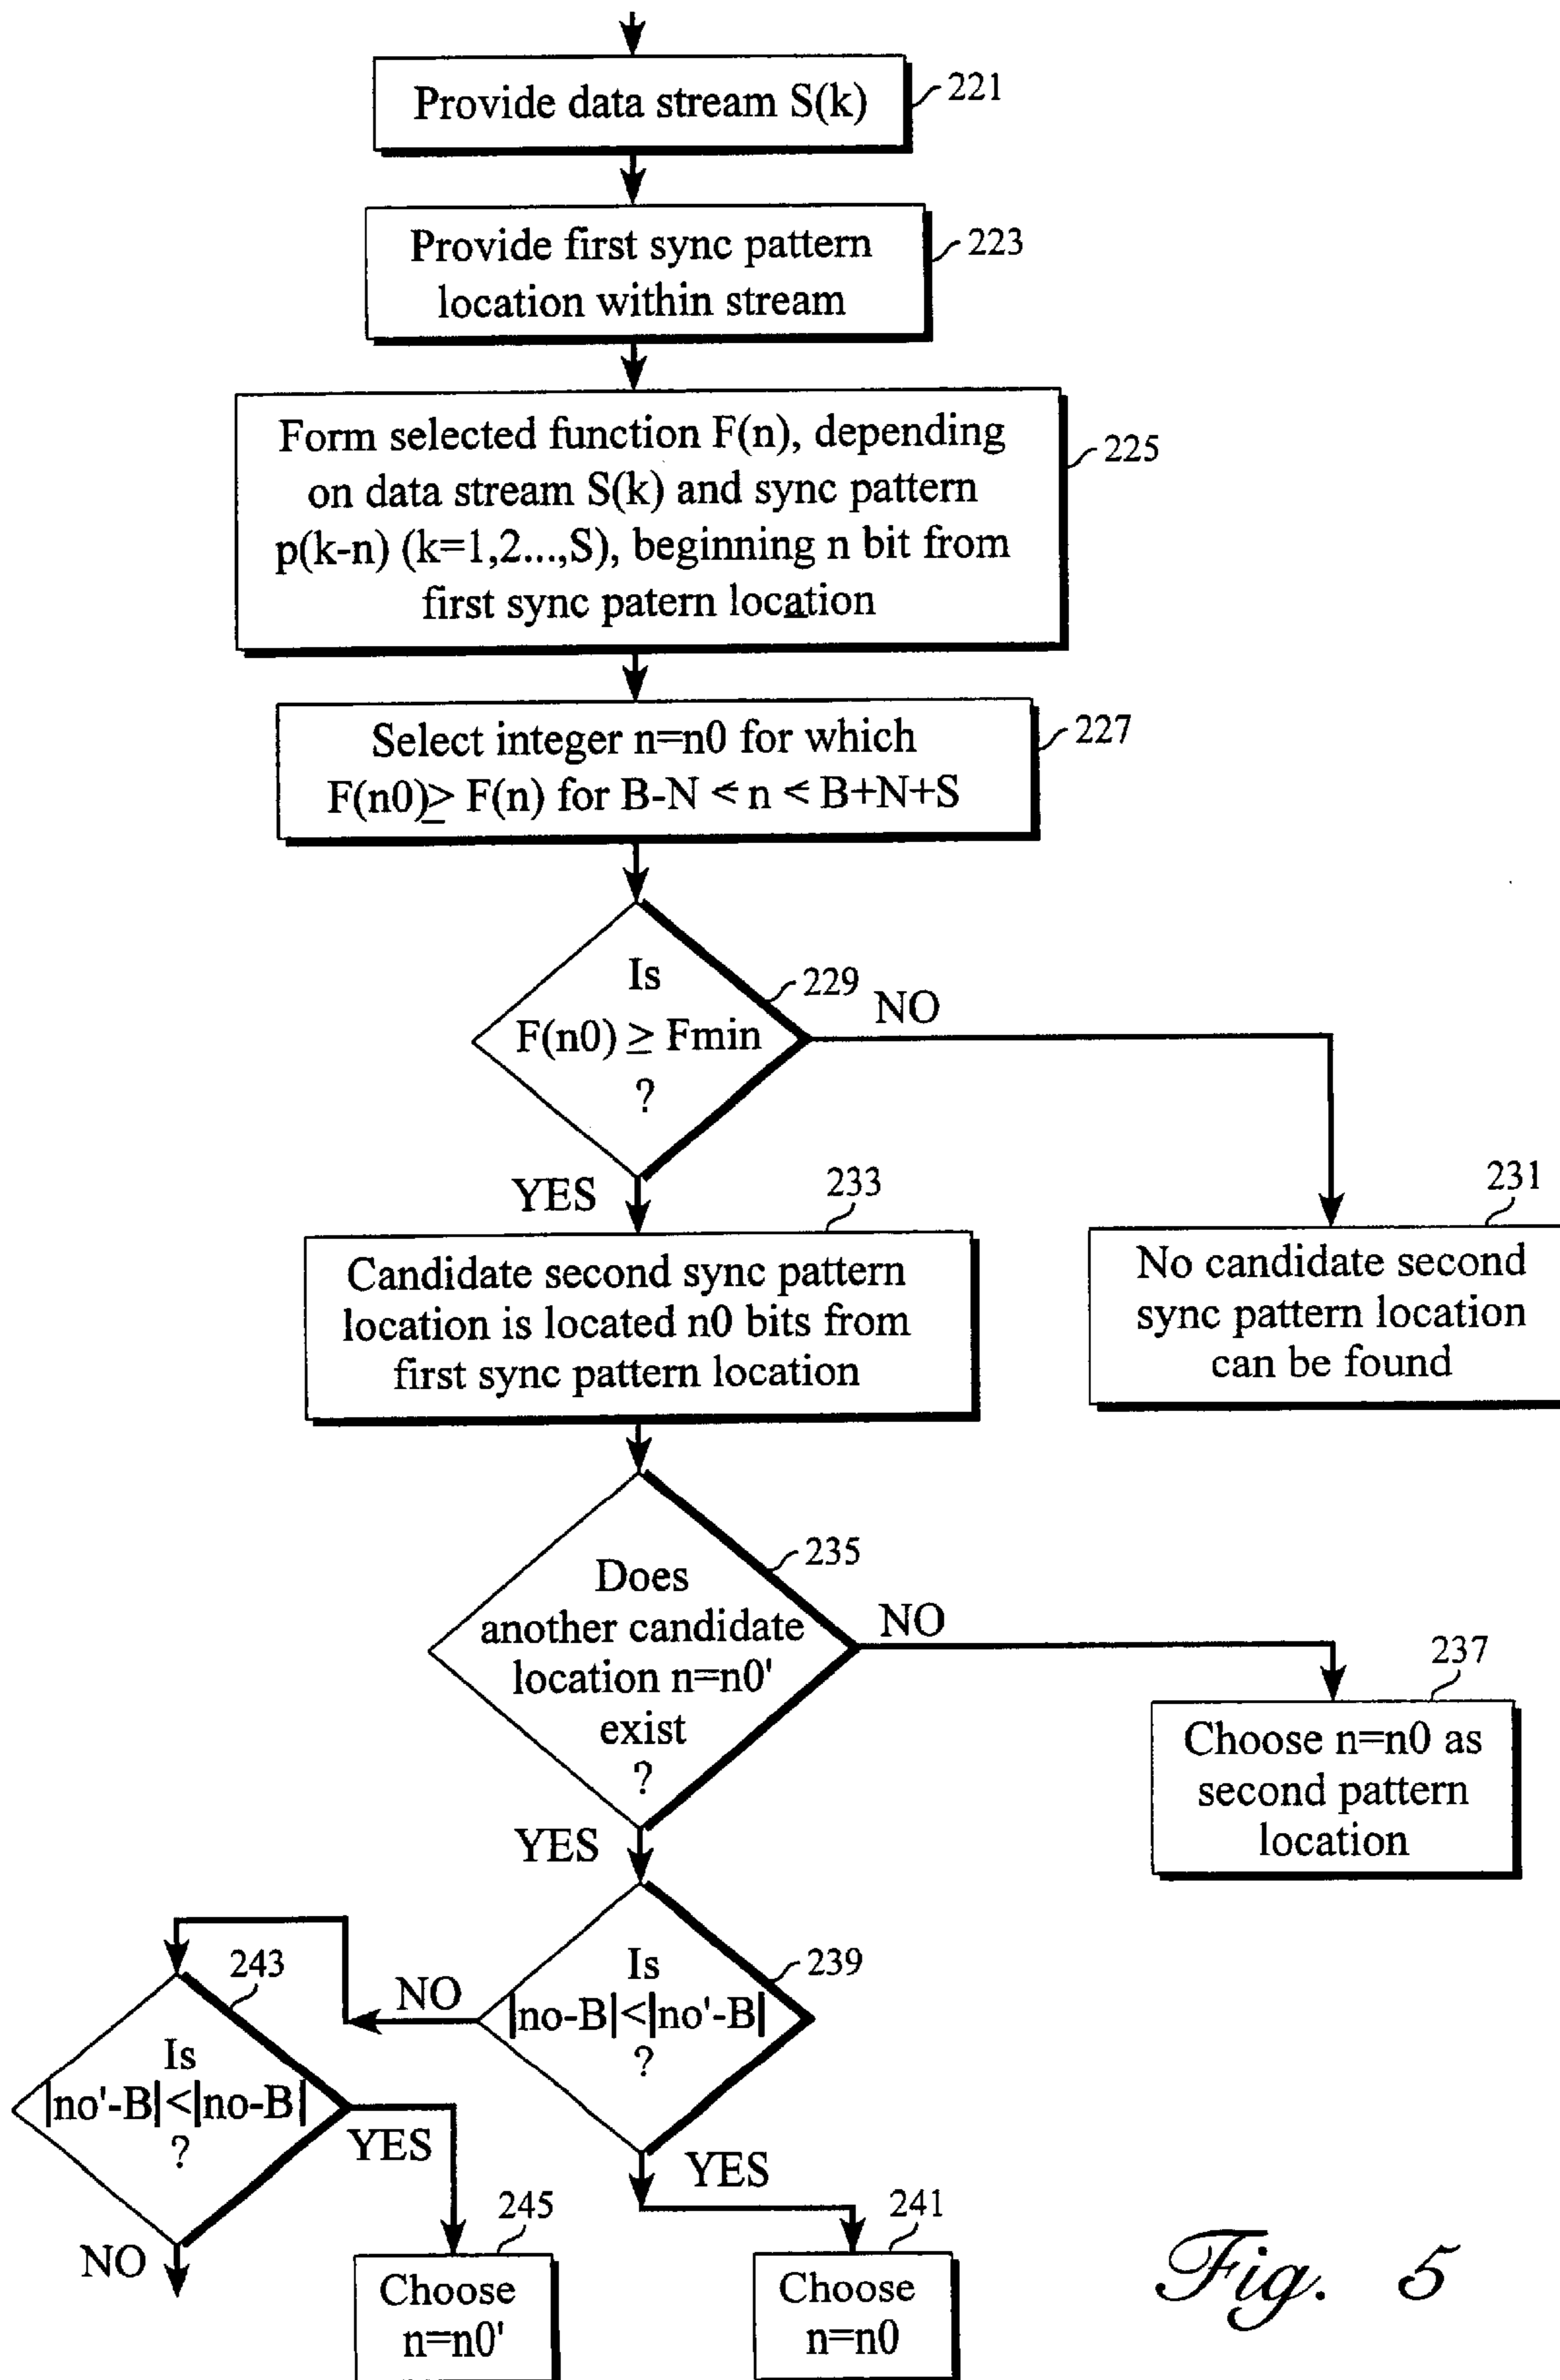 Provide data stream S(k)
221
Provide first sync pattern
location within stream
223
Form selected function F(n), depending
on data stream S(k) and sync pattern
p(k-n) (k=1,2...,S), beginning n bit from
first sync patern location
225
Select integer n=n0 for which
F(n0)≥ F(n) for B-N < n < B+N+S
227
Is
F(n0) ≥ Fmin
?
229
NO
YES
233
Candidate second sync pattern
location is located n0 bits from
first sync pattern location
231
No candidate second
sync pattern location
can be found
Does
another candidate
location n=n0'
exist
?
235
NO
YES
237
Choose n=n0 as
second pattern
location
Is
|no-B|<|no'-B|
?
239
NO
YES
243
Is
|no'-B|<|no-B|
?
YES
NO
245
Choose
n=n0'
241
Choose
n=n0
Fig. 5